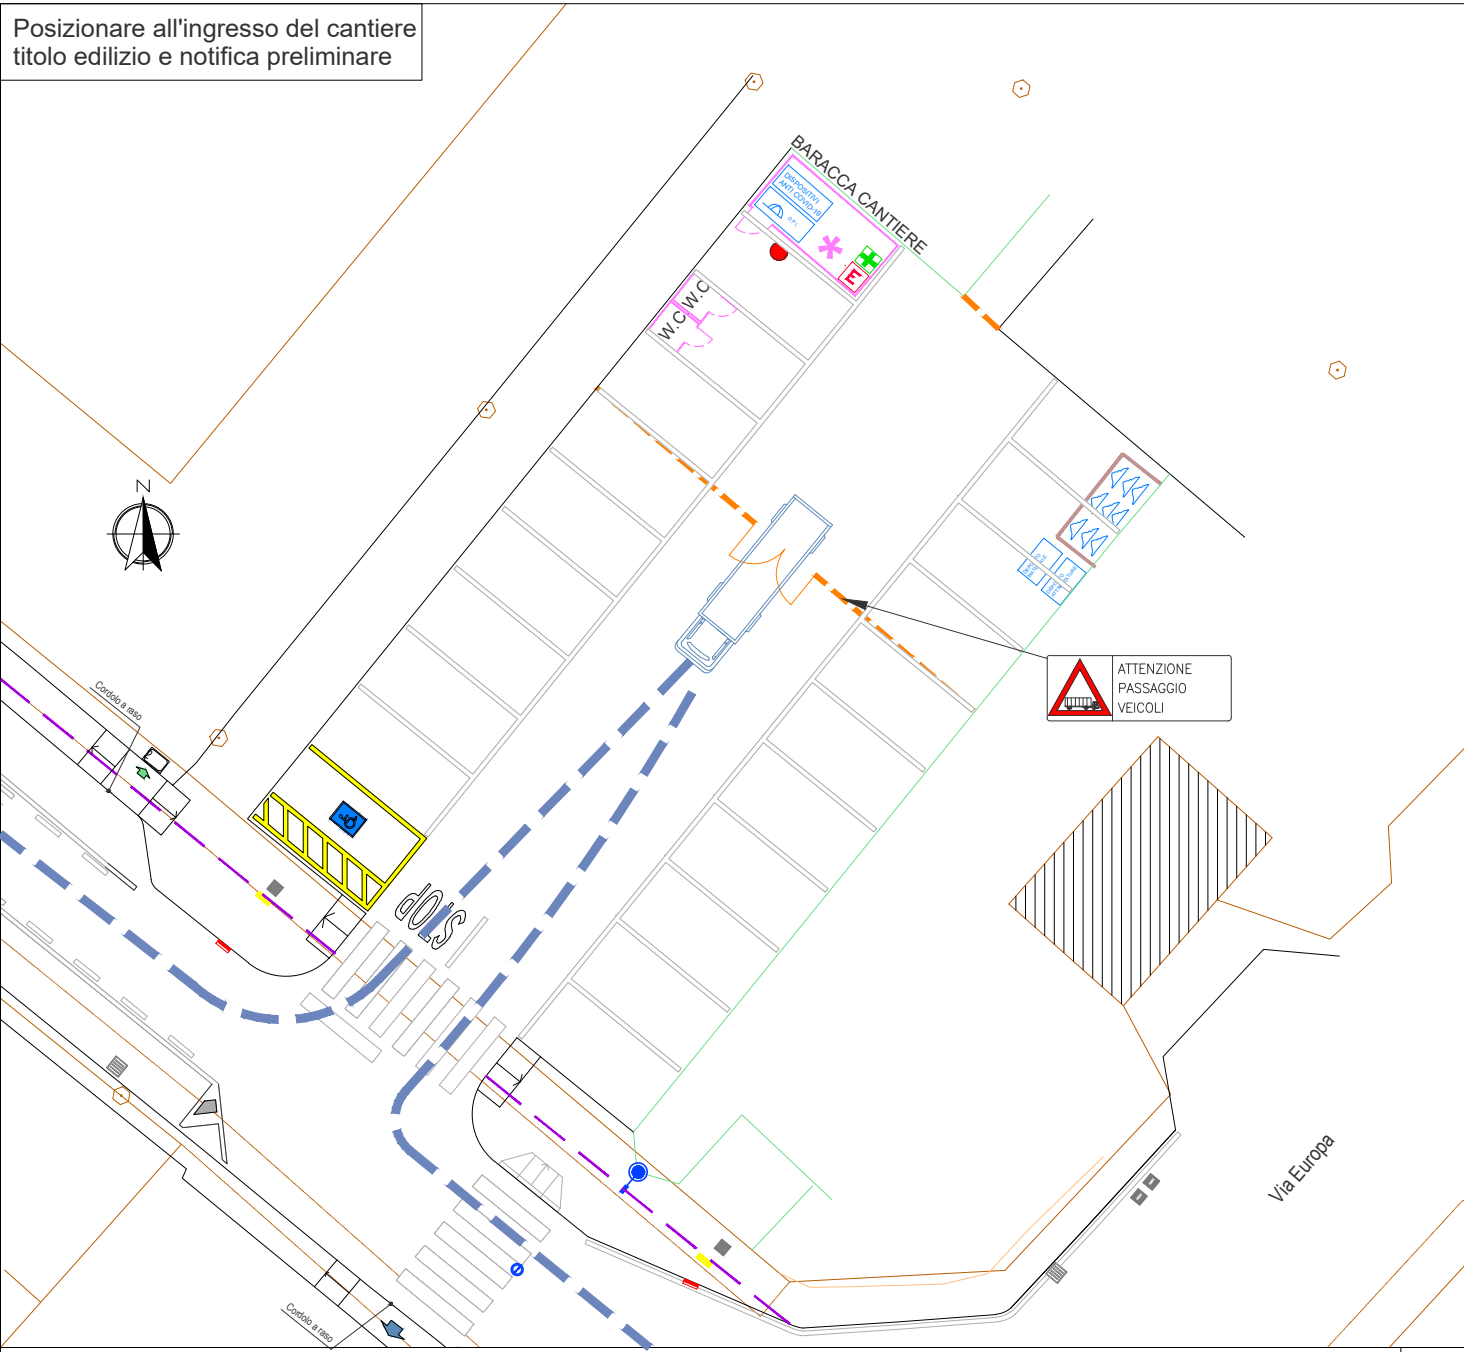 Posizionare all'ingresso del cantiere
titolo edilizio e notifica preliminare
BARACCA CANTIERE
DISPOSITIVI
ANTI COVID-19
D.P.I.
E
W.C
W.C
N
Cordolo a raso
ATTENZIONE
PASSAGGIO
VEICOLI
STOP
Via Europa
Cordolo a raso